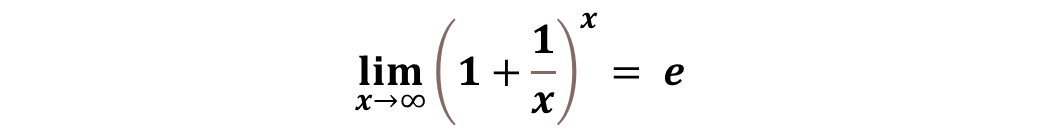 lim x→∞ (1 + 1/x)^x = e